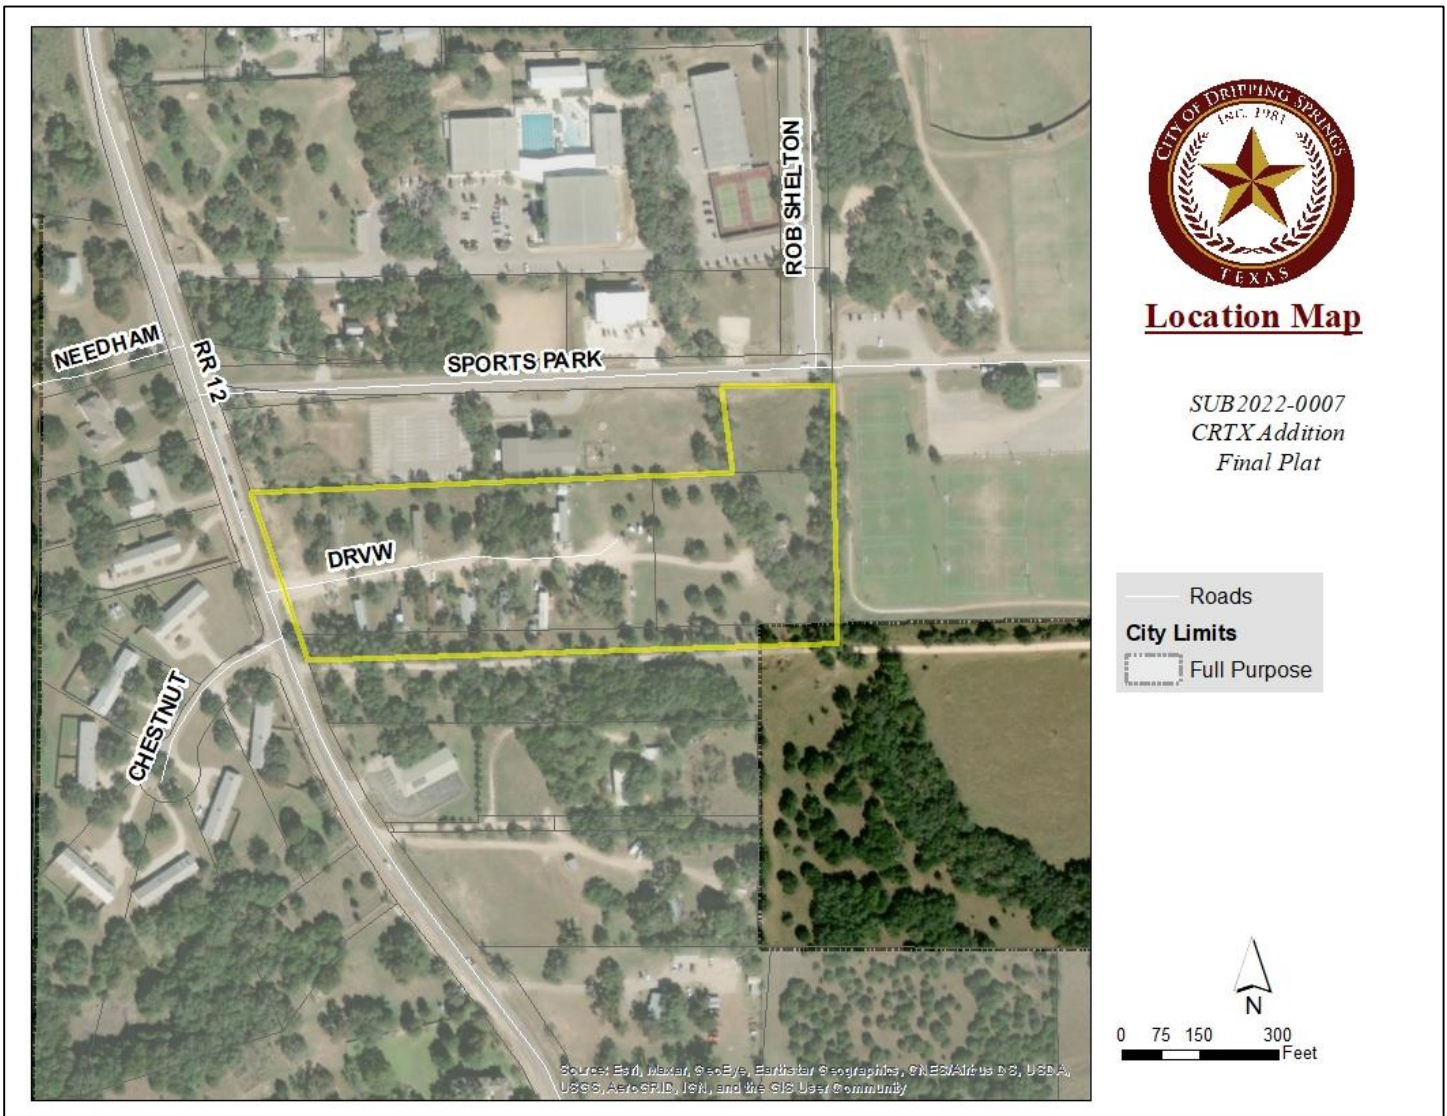 CITY OF DRIPPING SPRINGS
INC. 1981
TEXAS
Location Map
SUB2022-0007
CRTX Addition
Final Plat
ROB SHELTON
NEEDHAM
RR 12
SPORTS PARK
DRVW
CHESTNUT
Roads
City Limits
Full Purpose
N
0 75 150 300
Feet
Source: Esri, Maxar, GeoEye, Earthstar Geographics, CNES/Airbus DS, USDA,
USGS, AeroGRID, IGN, and the GIS User Community